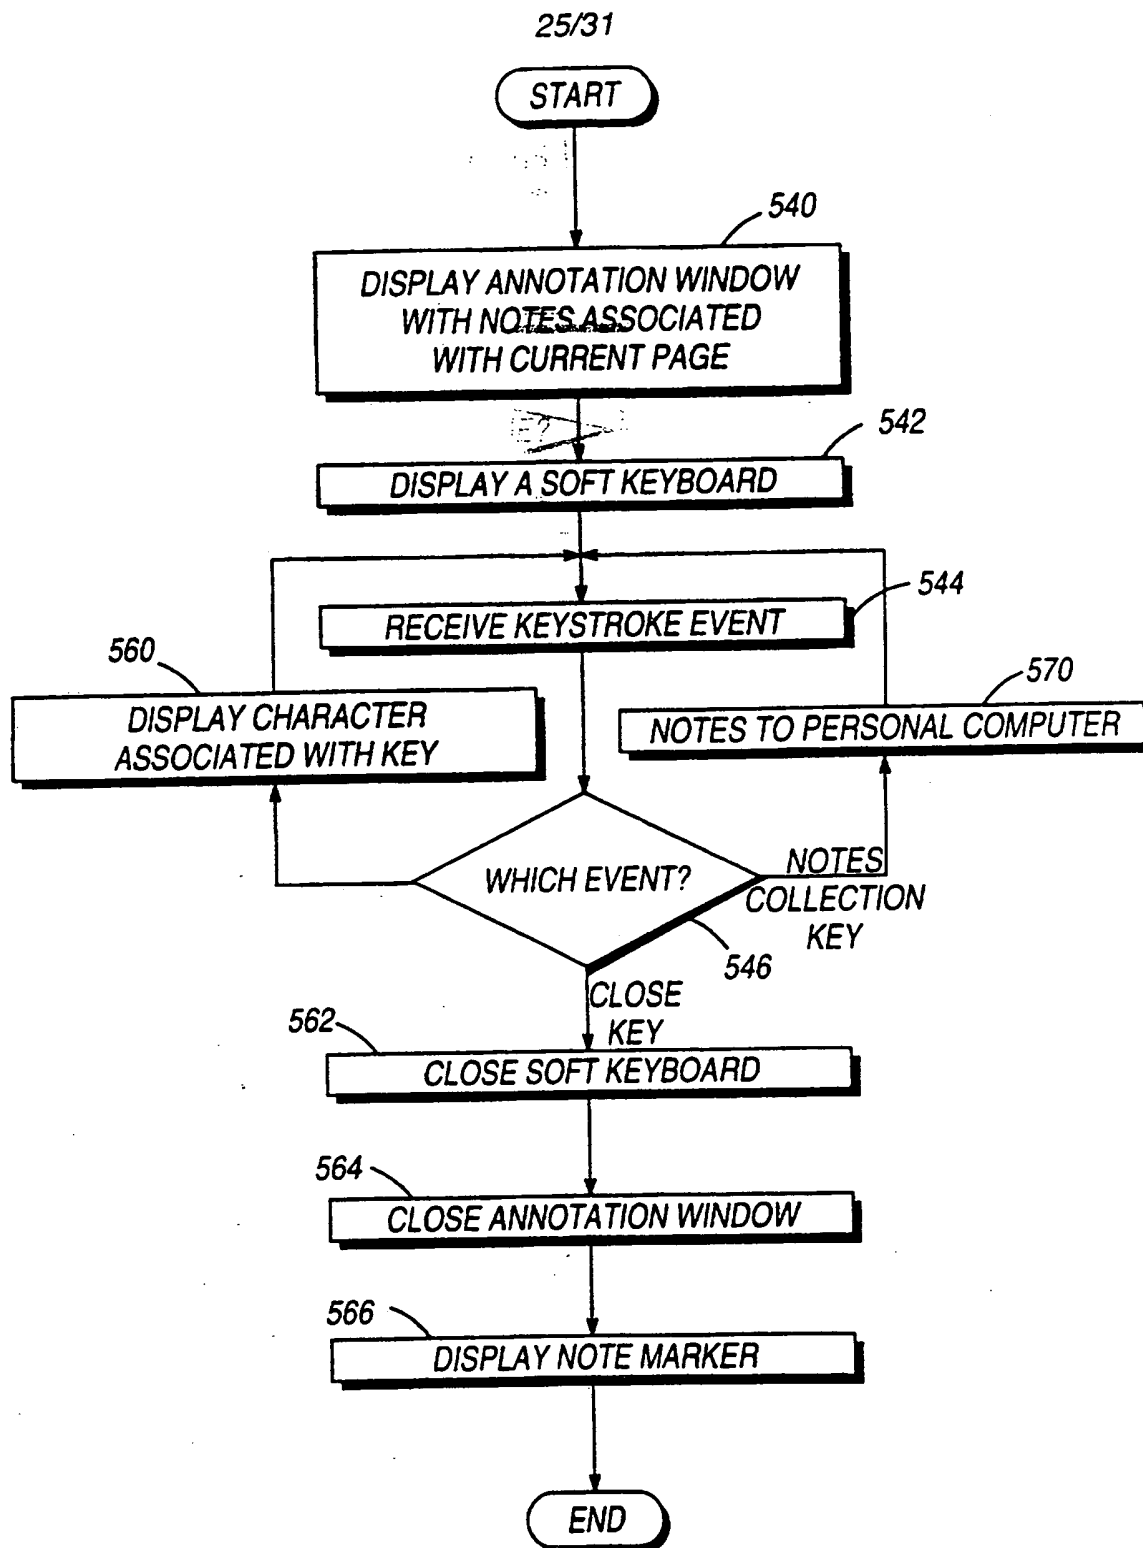 25/31
START
540
DISPLAY ANNOTATION WINDOW
WITH NOTES ASSOCIATED
WITH CURRENT PAGE
542
DISPLAY A SOFT KEYBOARD
544
RECEIVE KEYSTROKE EVENT
560
DISPLAY CHARACTER
ASSOCIATED WITH KEY
570
NOTES TO PERSONAL COMPUTER
WHICH EVENT?
NOTES
COLLECTION
KEY
546
CLOSE
KEY
562
CLOSE SOFT KEYBOARD
564
CLOSE ANNOTATION WINDOW
566
DISPLAY NOTE MARKER
END